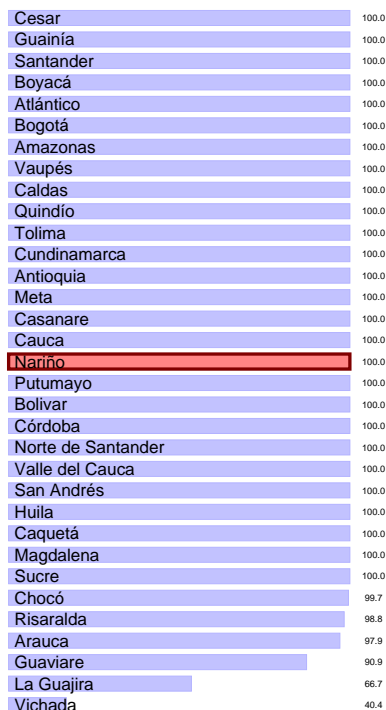 Cesar 100.0
Guainía 100.0
Santander 100.0
Boyacá 100.0
Atlántico 100.0
Bogotá 100.0
Amazonas 100.0
Vaupés 100.0
Caldas 100.0
Quindío 100.0
Tolima 100.0
Cundinamarca 100.0
Antioquia 100.0
Meta 100.0
Casanare 100.0
Cauca 100.0
Nariño 100.0
Putumayo 100.0
Bolivar 100.0
Córdoba 100.0
Norte de Santander 100.0
Valle del Cauca 100.0
San Andrés 100.0
Huila 100.0
Caquetá 100.0
Magdalena 100.0
Sucre 100.0
Chocó 99.7
Risaralda 98.8
Arauca 97.9
Guaviare 90.9
La Guajira 66.7
Vichada 40.4